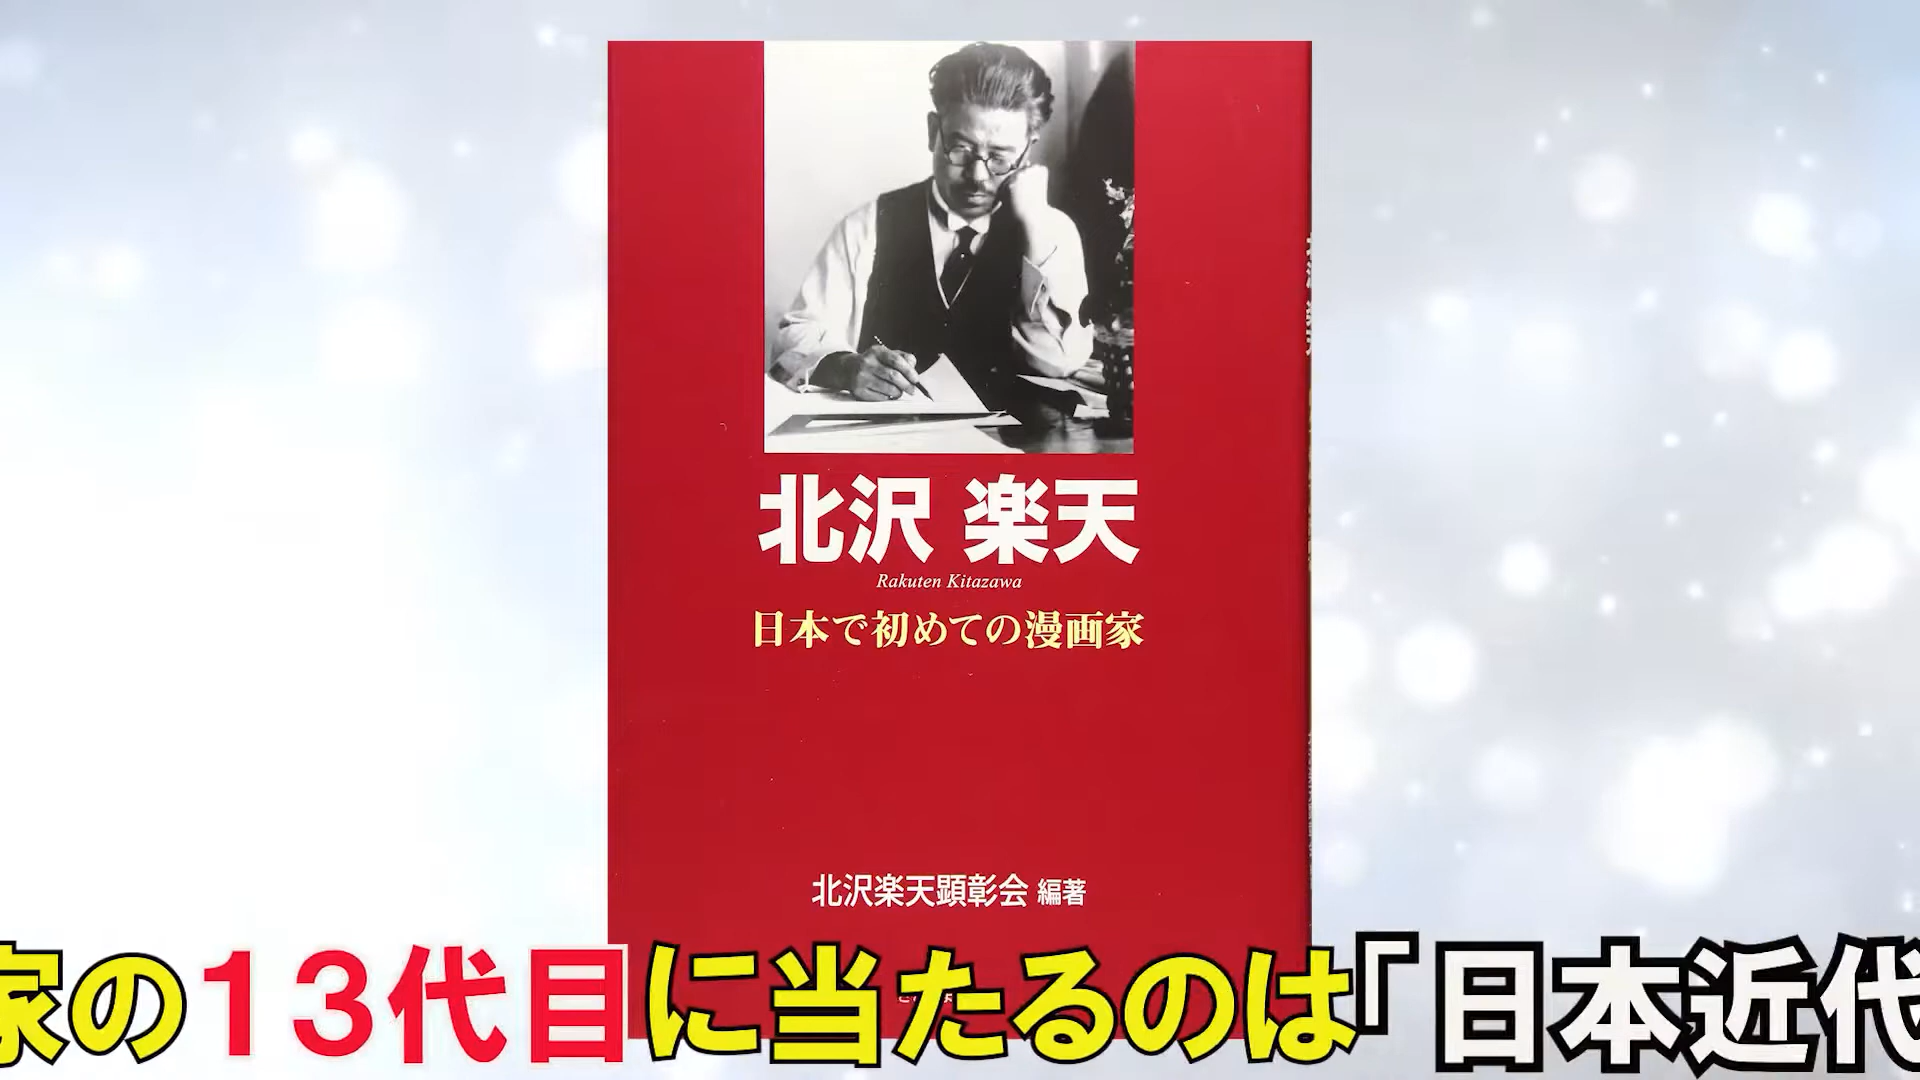 北沢 楽天
Rakuten Kitazawa
日本で初めての漫画家
北沢楽天顕彰会 編著
家の13代目に当たるのは「日本近代